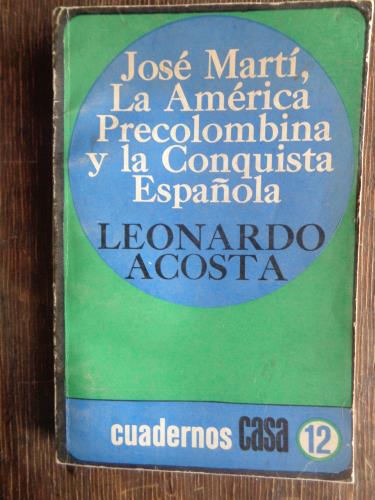 José Martí,
La América
Precolombina
y la Conquista
Española
LEONARDO
ACOSTA
cuadernos casa 12